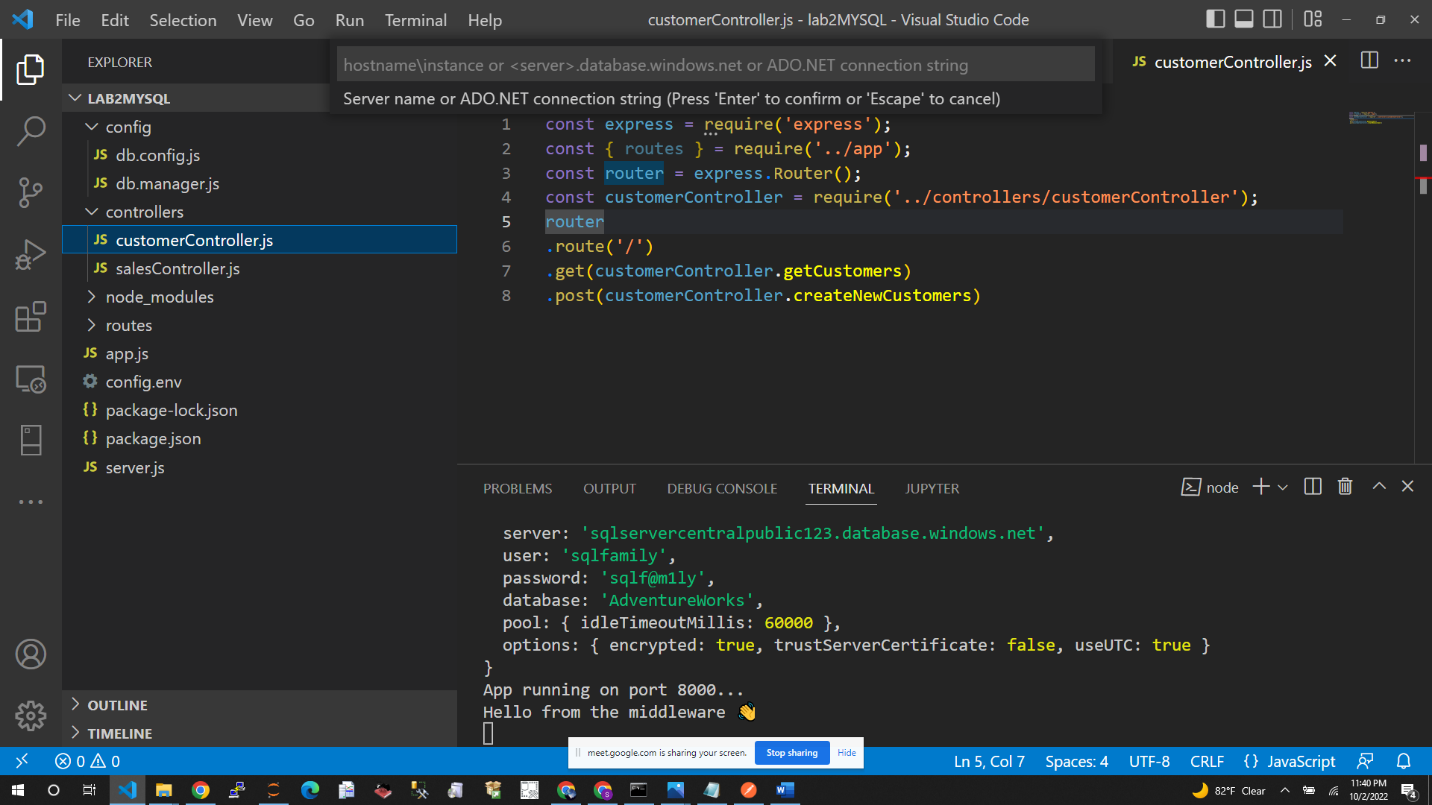 File Edit Selection View Go Run Terminal Help
customerController.js - lab2MYSQL - Visual Studio Code
EXPLORER
hostname\instance or <server>.database.windows.net or ADO.NET connection string
Server name or ADO.NET connection string (Press 'Enter' to confirm or 'Escape' to cancel)
JS customerController.js
LAB2MYSQL
config
JS db.config.js
JS db.manager.js
controllers
JS customerController.js
JS salesController.js
node_modules
routes
JS app.js
config.env
{} package-lock.json
{} package.json
JS server.js
OUTLINE
TIMELINE
1 const express = require('express');
2 const { routes } = require('../app');
3 const router = express.Router();
4 const customerController = require('../controllers/customerController');
5 router
6 .route('/')
7 .get(customerController.getCustomers)
8 .post(customerController.createNewCustomers)
PROBLEMS OUTPUT DEBUG CONSOLE TERMINAL JUPYTER
node
server: 'sqlservercentralpublic123.database.windows.net',
user: 'sqlfamily',
password: 'sqlf@m1ly',
database: 'AdventureWorks',
pool: { idleTimeoutMillis: 60000 },
options: { encrypted: true, trustServerCertificate: false, useUTC: true }
}
App running on port 8000...
Hello from the middleware 👋
meet.google.com is sharing your screen. Stop sharing Hide
0 0
Ln 5, Col 7 Spaces: 4 UTF-8 CRLF {} JavaScript
82°F Clear
11:40 PM
10/2/2022
4